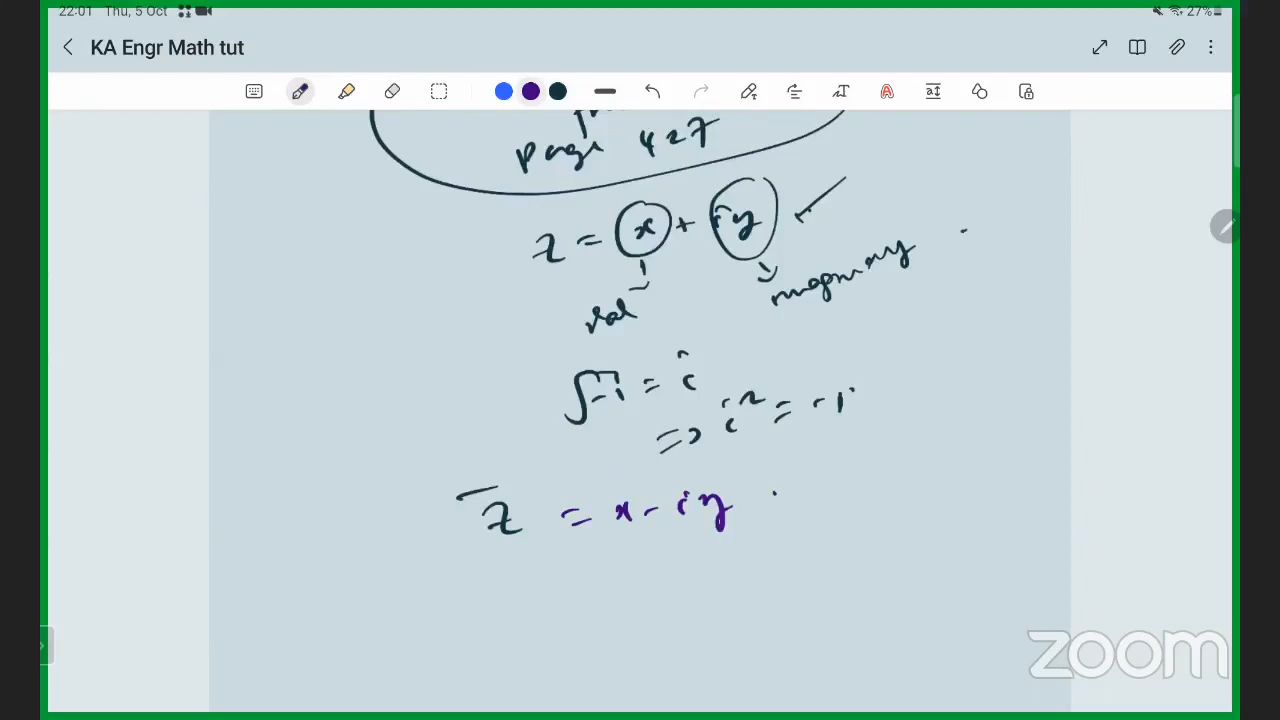 22:01 Thu, 5 Oct
27%
KA Engr Math tut
page 427
z = x + iy
real
imaginary
√-1 = i
=> i² = -1
z̅ = x - iy
zoom